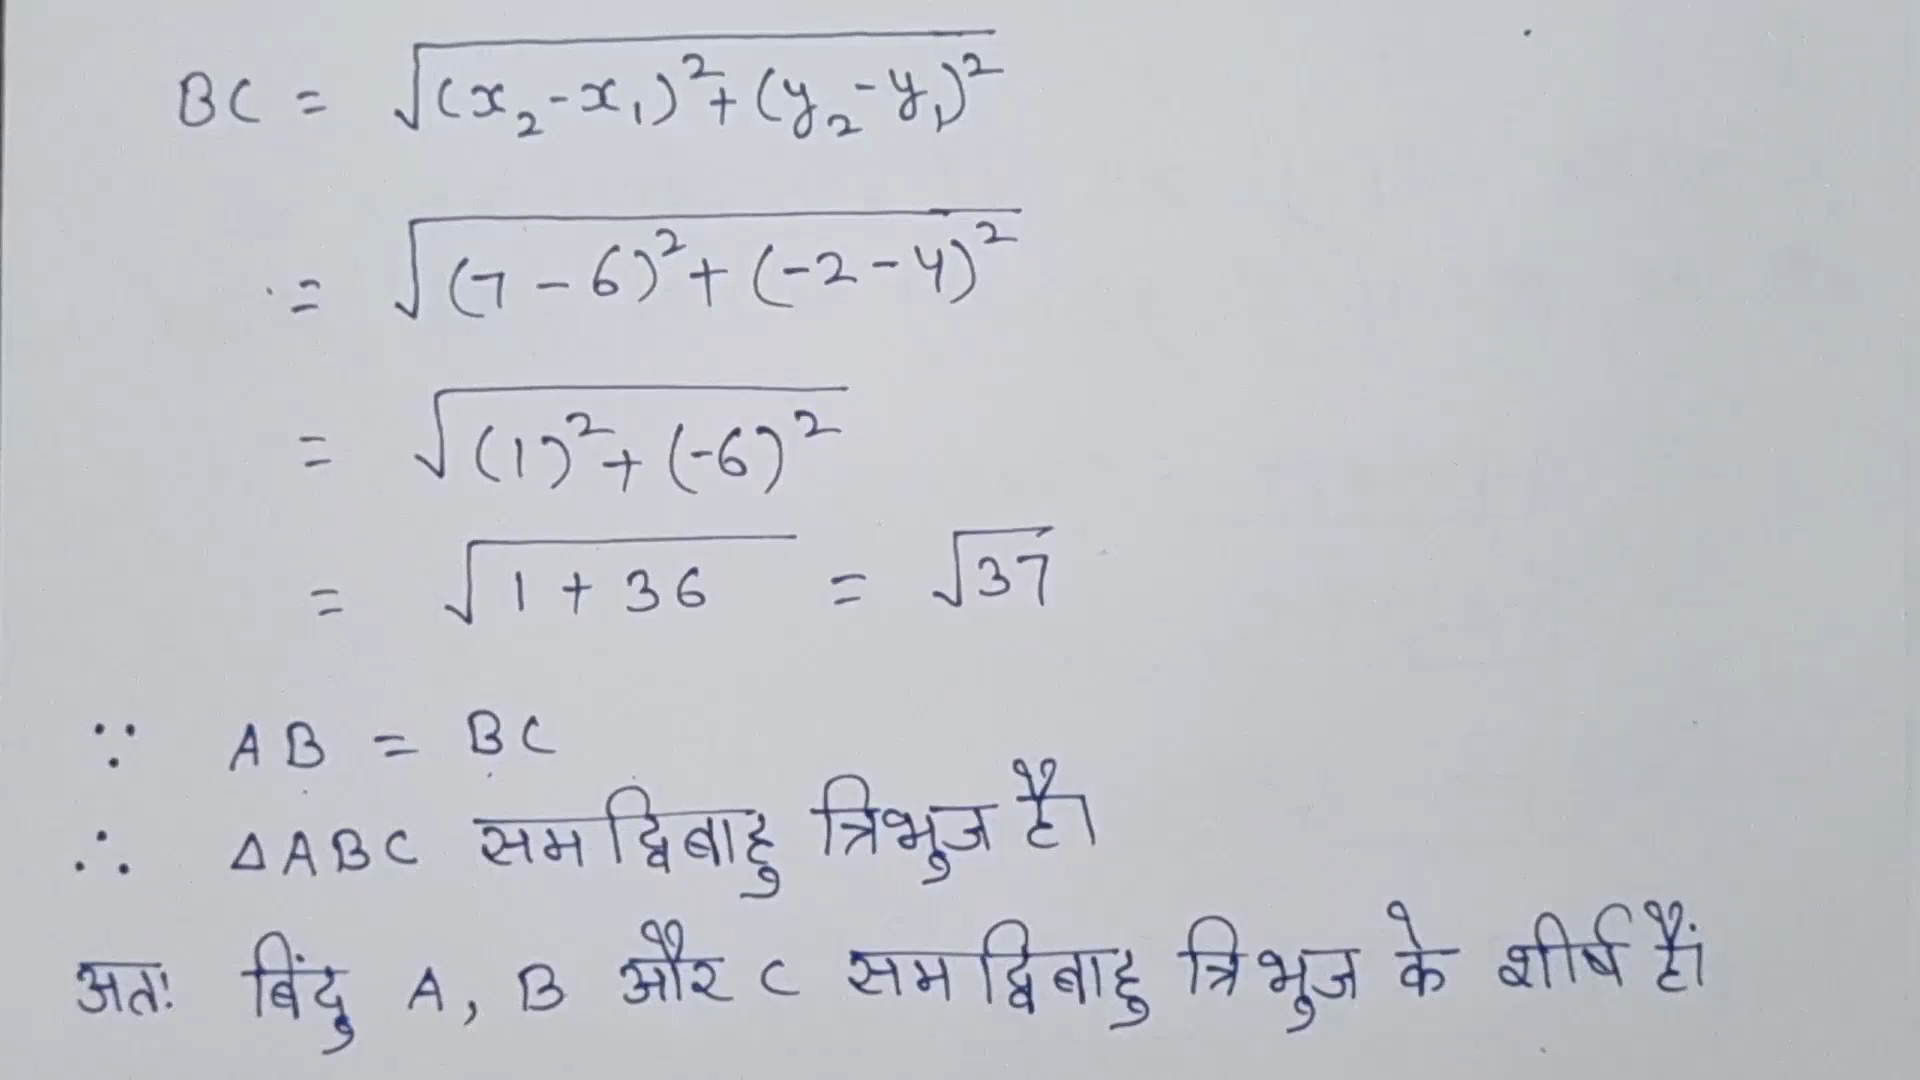 BC = √(x₂-x₁)²+(y₂-y₁)²
= √(7-6)²+(-2-4)²
= √(1)²+(-6)²
= √1+36 = √37
∵ AB = BC
∴ △ABC समद्विबाहु त्रिभुज है।
अतः बिंदु A, B और C समद्विबाहु त्रिभुज के शीर्ष हैं।